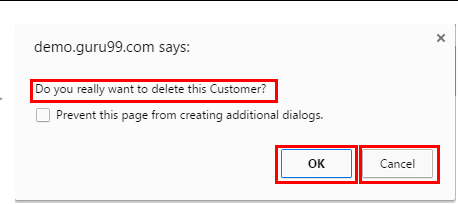 demo.guru99.com says:
Do you really want to delete this Customer?
Prevent this page from creating additional dialogs.
OK Cancel